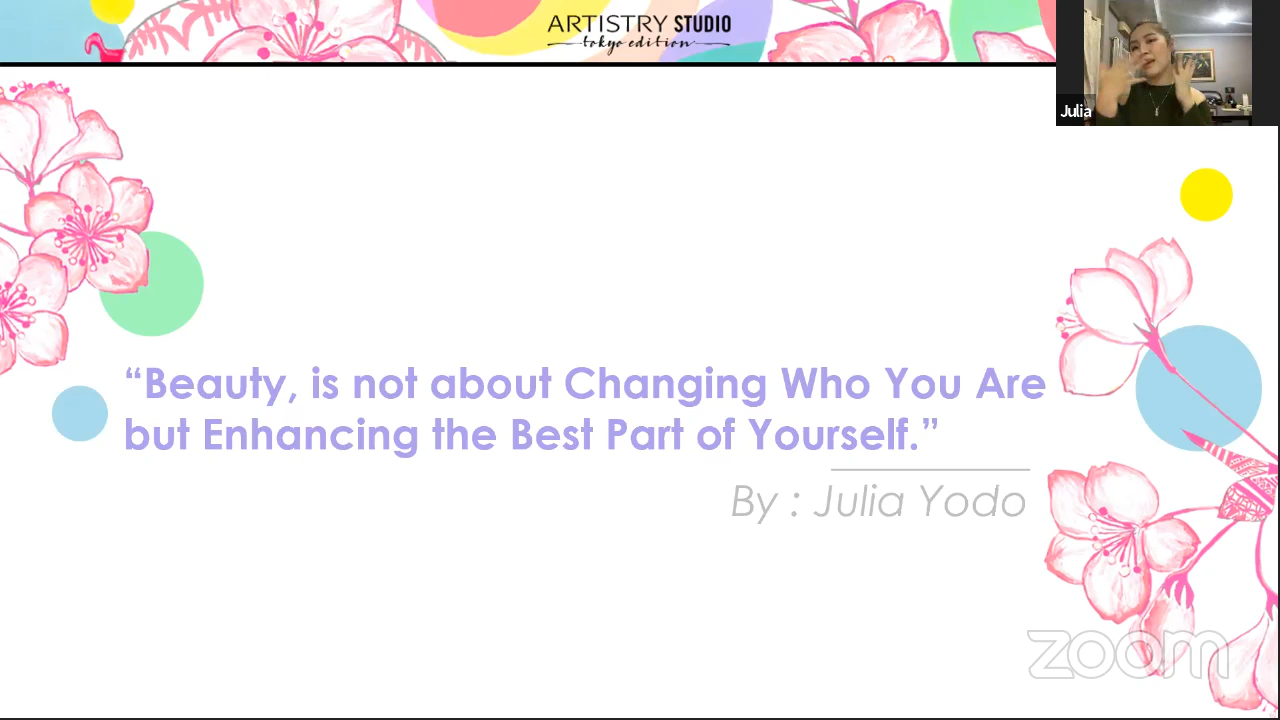 ARTISTRY STUDIO
tokyo edition
Julia
“Beauty, is not about Changing Who You Are
but Enhancing the Best Part of Yourself.”
By : Julia Yodo
zoom